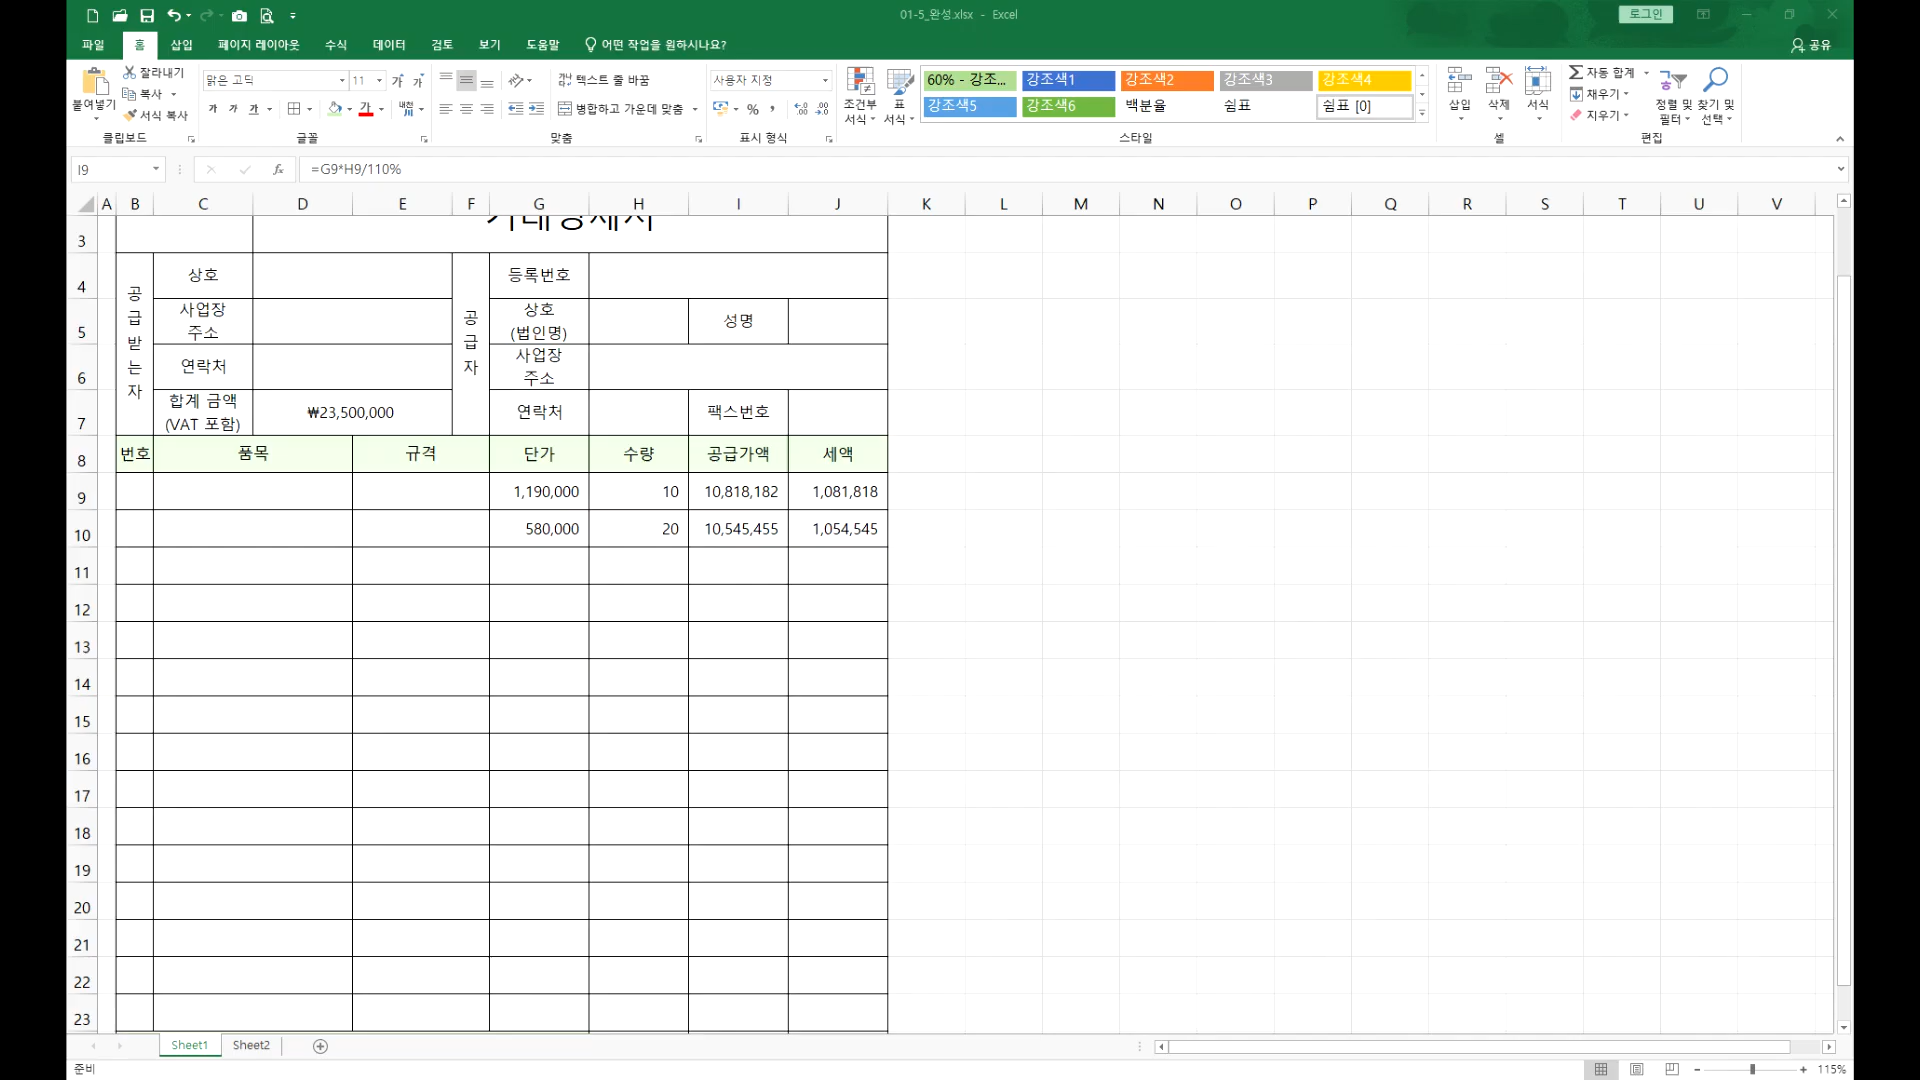 01-5_완성.xlsx - Excel
로그인
파일 홈 삽입 페이지 레이아웃 수식 데이터 검토 보기 도움말 어떤 작업을 원하시나요? 공유
붙여넣기 잘라내기 복사 서식 복사
클립보드
맑은 고딕 11
가 가
가 가 가 가 내천
글꼴
텍스트 줄 바꿈
병합하고 가운데 맞춤
맞춤
사용자 지정
% ,
표시 형식
조건부 서식
표 서식
60% - 강조... 강조색1 강조색2 강조색3 강조색4
강조색5 강조색6 백분율 쉼표 쉼표 [0]
스타일
삽입 삭제 서식
셀
자동 합계
채우기
지우기
정렬 및 필터
찾기 및 선택
편집
I9 fx =G9*H9/110%
A B C D E F G H I J K L M N O P Q R S T U V
3
4 공급받는자 상호 공급자 등록번호
5 사업장 주소 상호 (법인명) 성명
6 연락처 사업장 주소
7 합계 금액 (VAT 포함) ₩23,500,000 연락처 팩스번호
8 번호 품목 규격 단가 수량 공급가액 세액
9 1,190,000 10 10,818,182 1,081,818
10 580,000 20 10,545,455 1,054,545
11
12
13
14
15
16
17
18
19
20
21
22
23
Sheet1 Sheet2
준비 115%